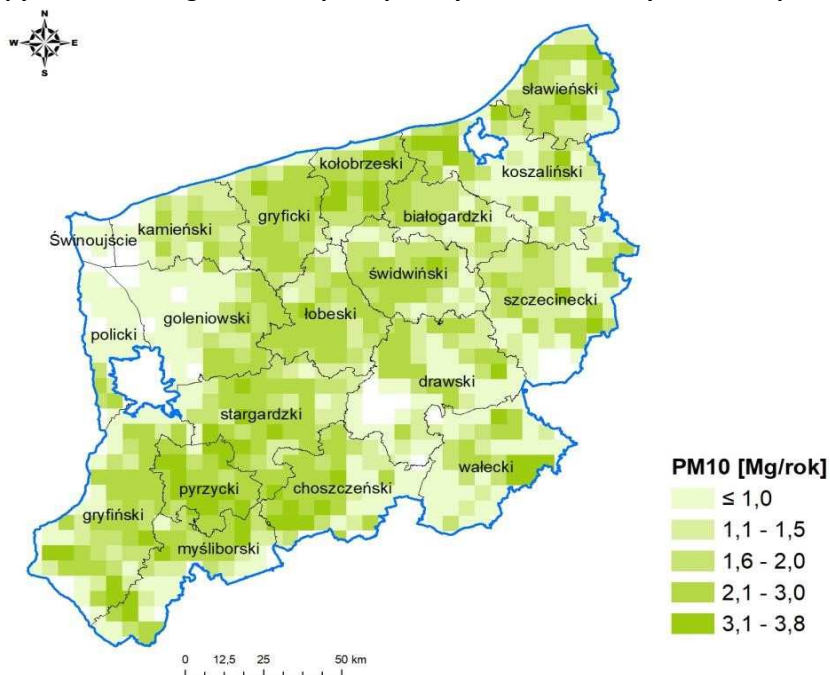 N
W E
S
sławieński
kołobrzeski
koszaliński
gryficki
białogardzki
kamieński
Świnoujście
świdwiński
szczecinecki
goleniowski
łobeski
policki
drawski
stargardzki
wałecki
pyrzycki
choszczeński
gryfiński
myśliborski
PM10 [Mg/rok]
≤ 1,0
1,1 - 1,5
1,6 - 2,0
2,1 - 3,0
3,1 - 3,8
0 12,5 25 50 km